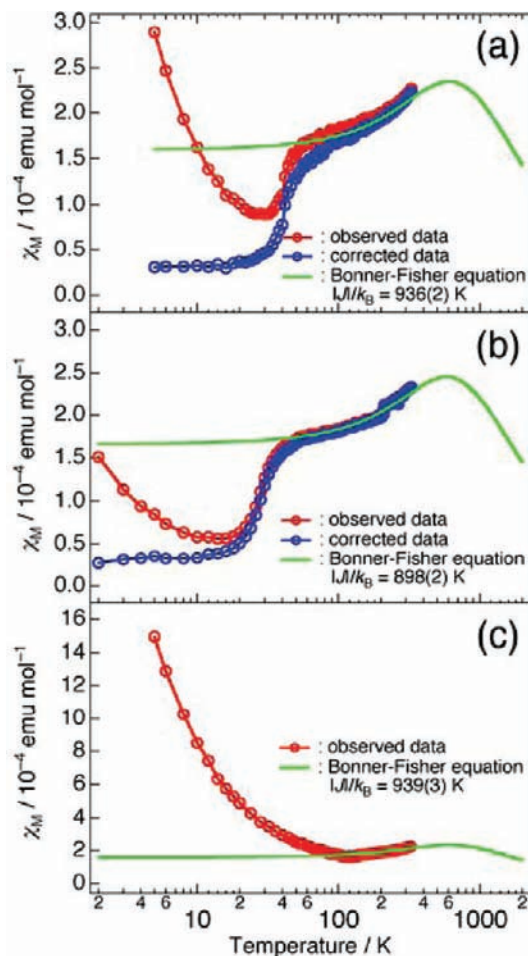 3.0
(a)
2.5
2.0
1.5
1.0
0.5
0.0
χM / 10−4 emu mol−1
: observed data
: corrected data
: Bonner-Fisher equation
|J|/kB = 936(2) K
3.0
(b)
2.5
2.0
1.5
1.0
0.5
0.0
χM / 10−4 emu mol−1
: observed data
: corrected data
: Bonner-Fisher equation
|J|/kB = 898(2) K
16
(c)
14
12
10
8
6
4
2
0
χM / 10−4 emu mol−1
: observed data
: Bonner-Fisher equation
|J|/kB = 939(3) K
2 4 6 2 4 6 2 4 6 2
10 100 1000
Temperature / K